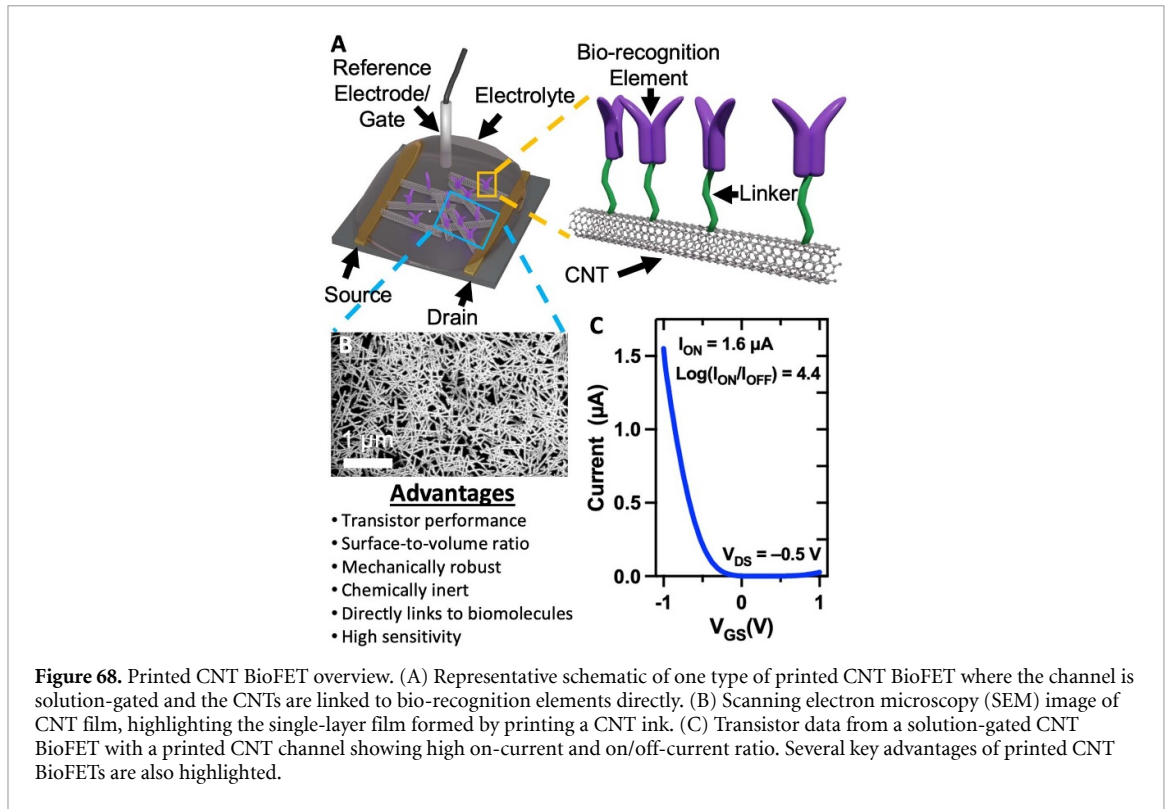 A
Reference
Electrode/
Gate
Electrolyte
Bio-recognition
Element
Linker
CNT
Source
Drain
B
1 μm
Advantages
• Transistor performance
• Surface-to-volume ratio
• Mechanically robust
• Chemically inert
• Directly links to biomolecules
• High sensitivity
C
I_ON = 1.6 μA
Log(I_ON/I_OFF) = 4.4
1.5
1.0
0.5
0.0
Current (μA)
V_DS = –0.5 V
-1 0 1
V_GS(V)
Figure 68. Printed CNT BioFET overview. (A) Representative schematic of one type of printed CNT BioFET where the channel is
solution-gated and the CNTs are linked to bio-recognition elements directly. (B) Scanning electron microscopy (SEM) image of
CNT film, highlighting the single-layer film formed by printing a CNT ink. (C) Transistor data from a solution-gated CNT
BioFET with a printed CNT channel showing high on-current and on/off-current ratio. Several key advantages of printed CNT
BioFETs are also highlighted.